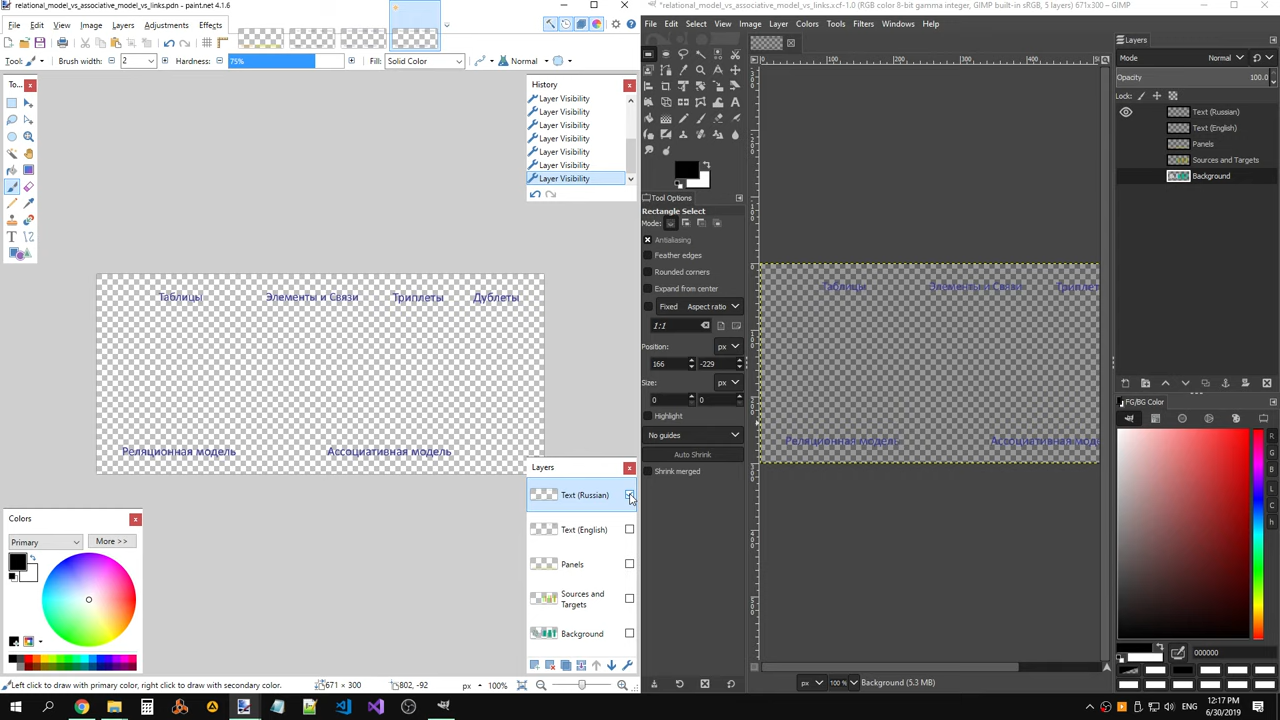 relational_model_vs_associative_model_vs_links.pdn - paint.net 4.1.6
*relational_model_vs_associative_model_vs_links.xcf-1.0 (RGB color 8-bit gamma integer, GIMP built-in sRGB, 5 layers) 671x300 – GIMP
File Edit View Image Layers Adjustments Effects
File Edit Select View Image Layer Colors Tools Filters Windows Help
Tool: Brush width: 2 Hardness: 75% Fill: Solid Color Normal
To...
History
Layer Visibility
Layer Visibility
Layer Visibility
Layer Visibility
Layer Visibility
Layer Visibility
Layer Visibility
Таблицы Элементы и Связи Триплеты Дублеты
Реляционная модель Ассоциативная модель
Layers
Text (Russian)
Text (English)
Panels
Sources and
Targets
Background
Colors
Primary More >>
Left click to draw with primary color, right click to draw with secondary color. 671 × 300 802, -92 px 100%
Tool Options
Rectangle Select
Mode:
Antialiasing
Feather edges
Rounded corners
Expand from center
Fixed Aspect ratio
1:1
Position: px
166 -229
Size: px
0 0
Highlight
No guides
Auto Shrink
Shrink merged
0 100 200 300 400
Таблицы Элементы и Связи Триплет
Реляционная модель Ассоциативная мод
px 100 % Background (5.3 MB)
Layers
Mode Normal
Opacity 100.0
Lock:
Text (Russian)
Text (English)
Panels
Sources and Targets
Background
FG/BG Color
R
G
B
L
C
h
000000
ENG 12:17 PM
6/30/2019